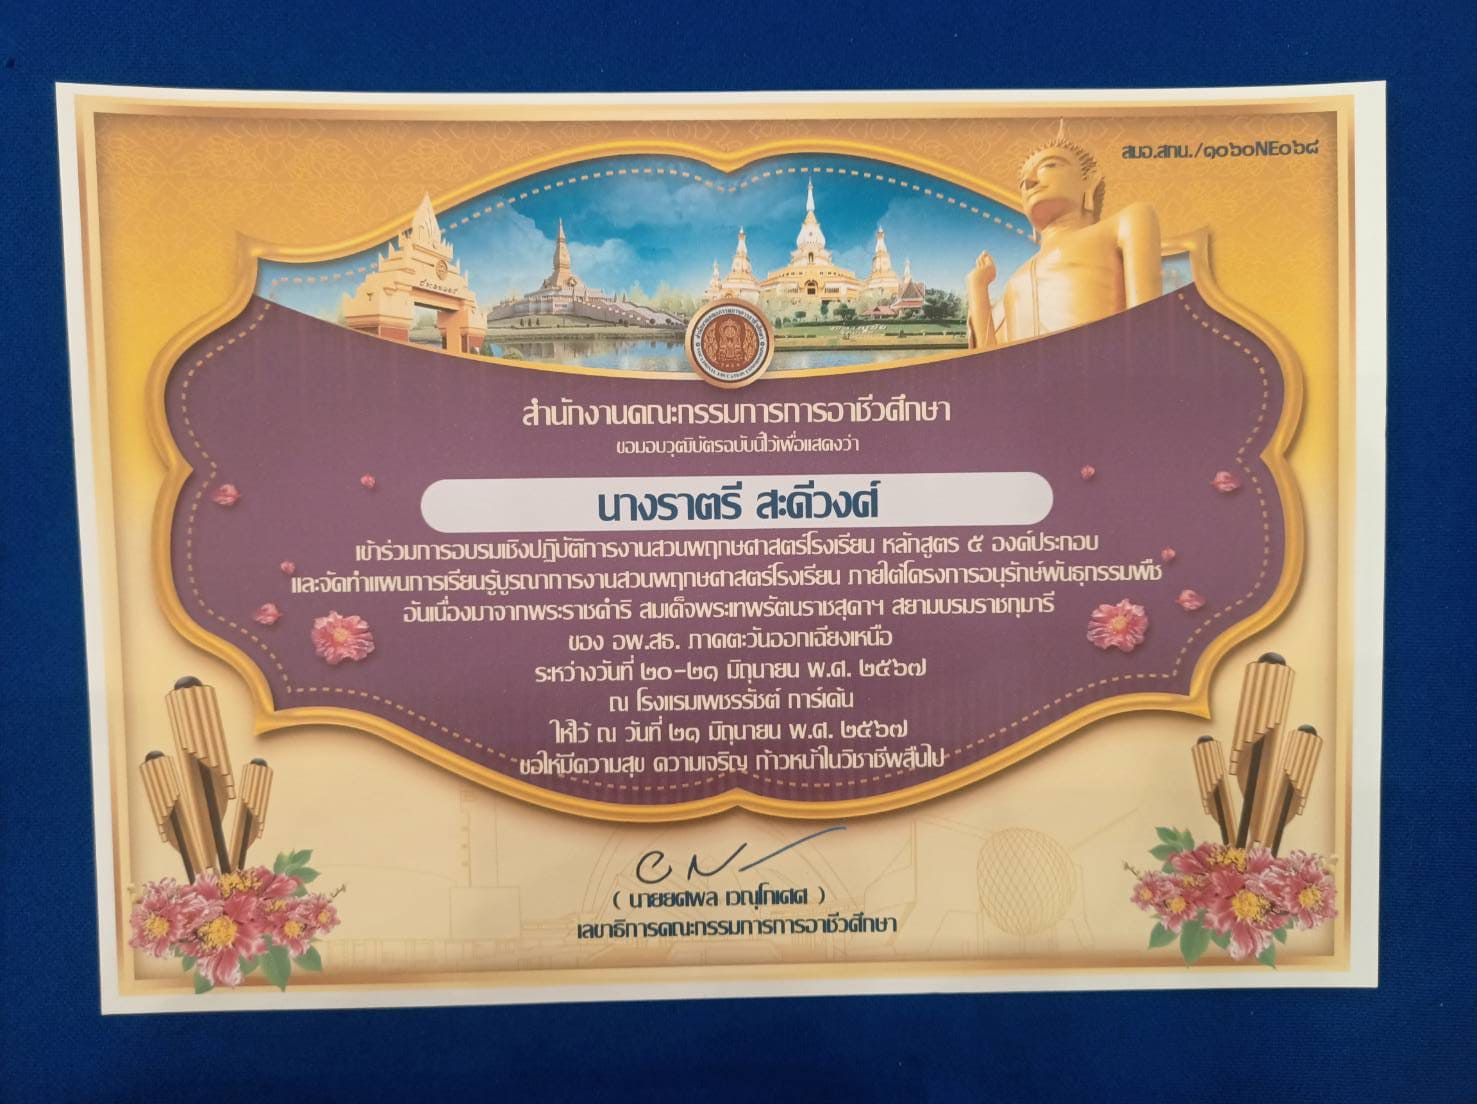 สมอ.สกน./๑๐๖๐NE๐๖๘
สำนักงานคณะกรรมการการอาชีวศึกษา
ขอมอบวุฒิบัตรฉบับนี้ไว้เพื่อแสดงว่า
นางราตรี สะดีวงศ์
เข้าร่วมการอบรมเชิงปฏิบัติการงานสวนพฤกษศาสตร์โรงเรียน หลักสูตร ๕ องค์ประกอบ
และจัดทำแผนการเรียนรู้บูรณาการงานสวนพฤกษศาสตร์โรงเรียน ภายใต้โครงการอนุรักษ์พันธุกรรมพืช
อันเนื่องมาจากพระราชดำริ สมเด็จพระเทพรัตนราชสุดาฯ สยามบรมราชกุมารี
ของ อพ.สธ. ภาคตะวันออกเฉียงเหนือ
ระหว่างวันที่ ๒๐-๒๑ มิถุนายน พ.ศ. ๒๕๖๗
ณ โรงแรมเพชรรัชต์ การ์เด้น
ให้ไว้ ณ วันที่ ๒๑ มิถุนายน พ.ศ. ๒๕๖๗
ขอให้มีความสุข ความเจริญ ก้าวหน้าในวิชาชีพสืบไป
( นายยศพล เวณุโกเศศ )
เลขาธิการคณะกรรมการการอาชีวศึกษา